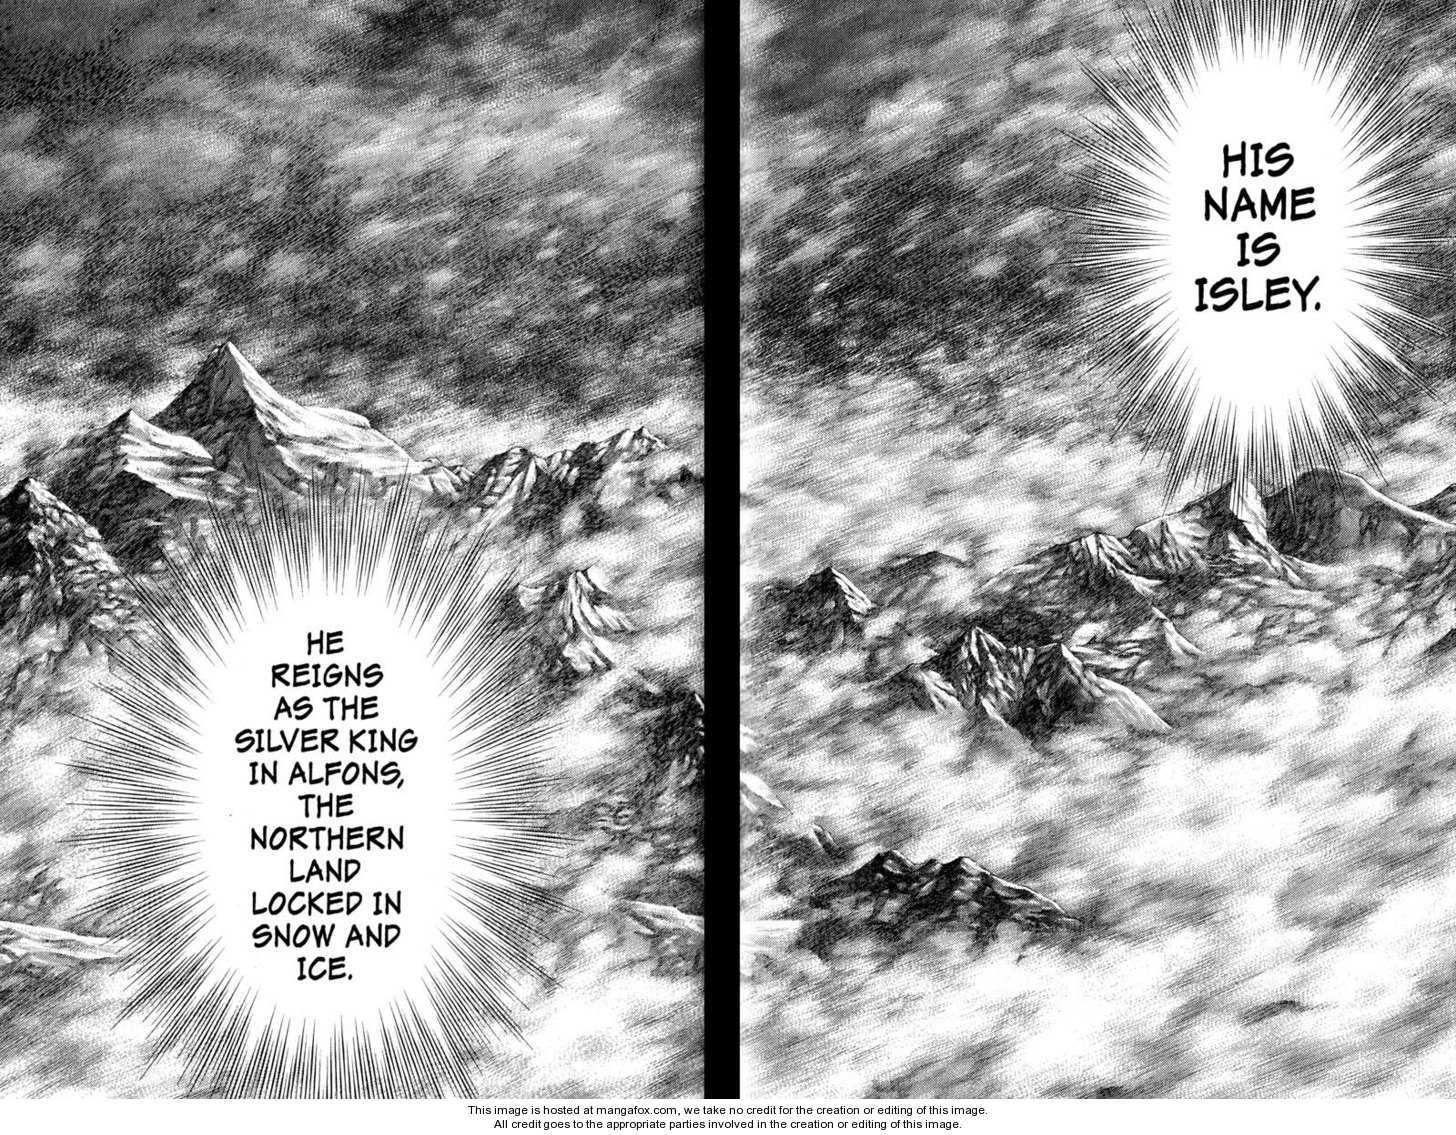 HIS
NAME
IS
ISLEY.
HE
REIGNS
AS THE
SILVER KING
IN ALFONS,
THE
NORTHERN
LAND
LOCKED IN
SNOW AND
ICE.
This image is hosted at mangafox.com, we take no credit for the creation or editing of this image.
All credit goes to the appropriate parties involved in the creation or editing of this image.